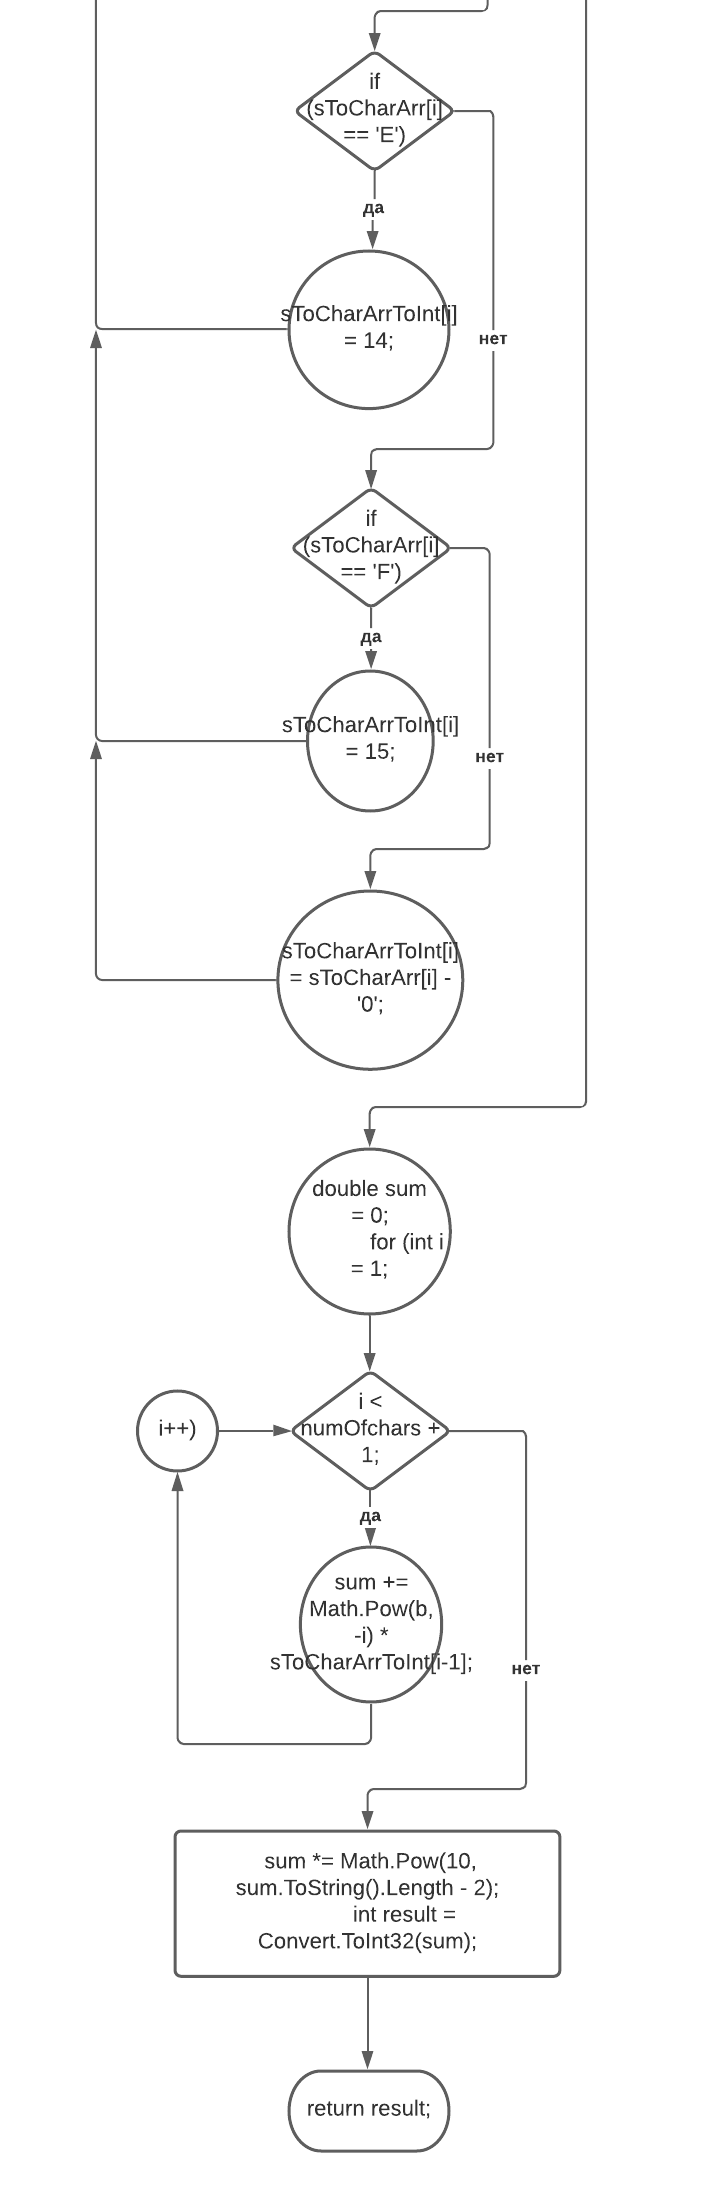 if
(sToCharArr[i]
== 'E')
да
sToCharArrToInt[i]
= 14;
нет
if
(sToCharArr[i]
== 'F')
да
sToCharArrToInt[i]
= 15;
нет
sToCharArrToInt[i]
= sToCharArr[i] -
'0';
double sum
= 0;
for (int i
= 1;
i++)
i <
numOfchars +
1;
да
sum +=
Math.Pow(b,
-i) *
sToCharArrToInt[i-1];
нет
sum *= Math.Pow(10,
sum.ToString().Length - 2);
int result =
Convert.ToInt32(sum);
return result;